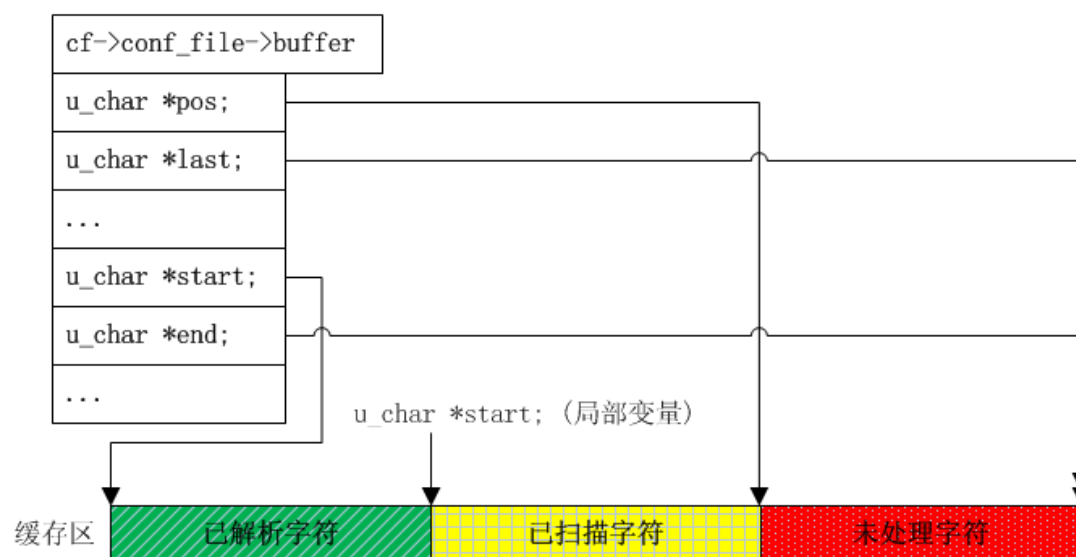 cf->conf_file->buffer
u_char *pos;
u_char *last;
...
u_char *start;
u_char *end;
...
u_char *start; (局部变量)
缓存区 已解析字符 已扫描字符 未处理字符